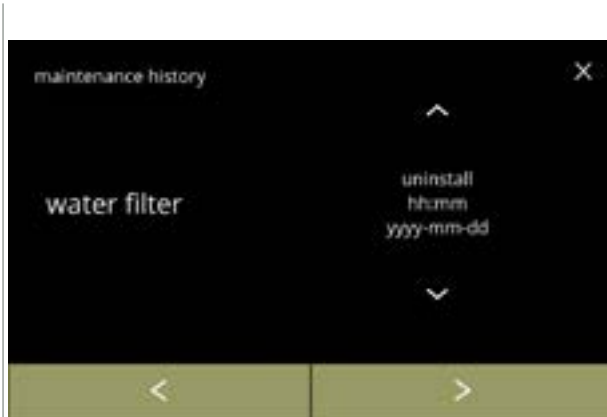 maintenance history
water filter
uninstall
hh:mm
yyyy-mm-dd